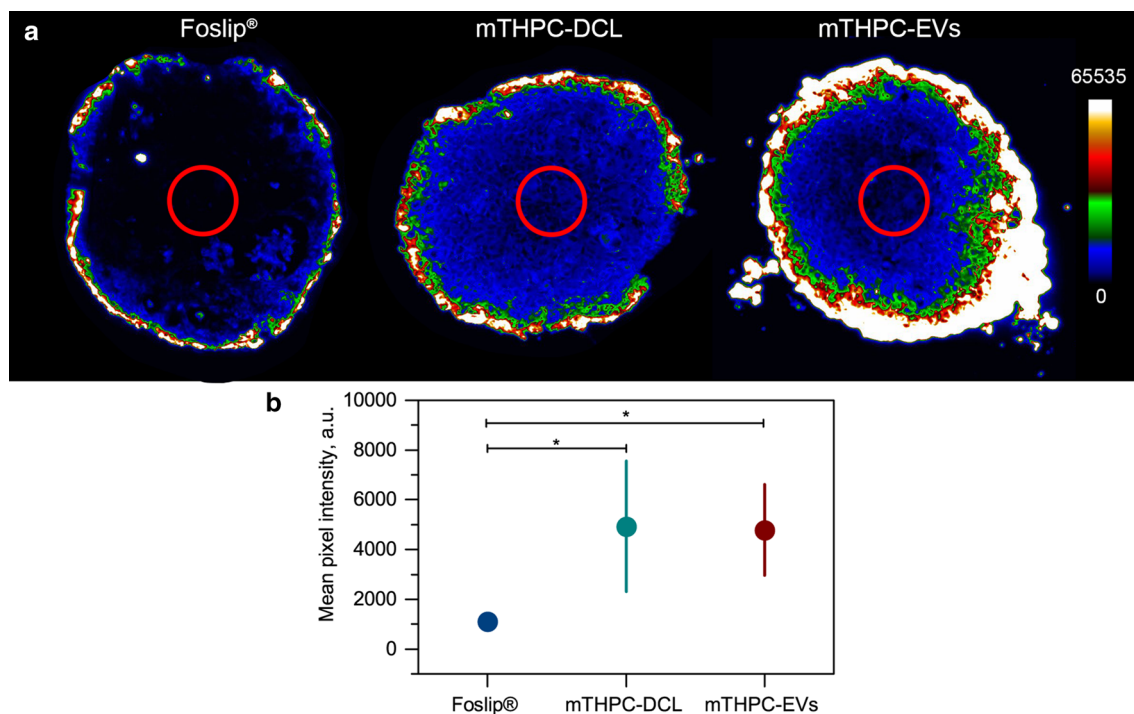 a
Foslip®
mTHPC-DCL
mTHPC-EVs
65535
0
b
10000
8000
6000
4000
2000
0
Mean pixel intensity, a.u.
*
*
Foslip®
mTHPC-DCL
mTHPC-EVs